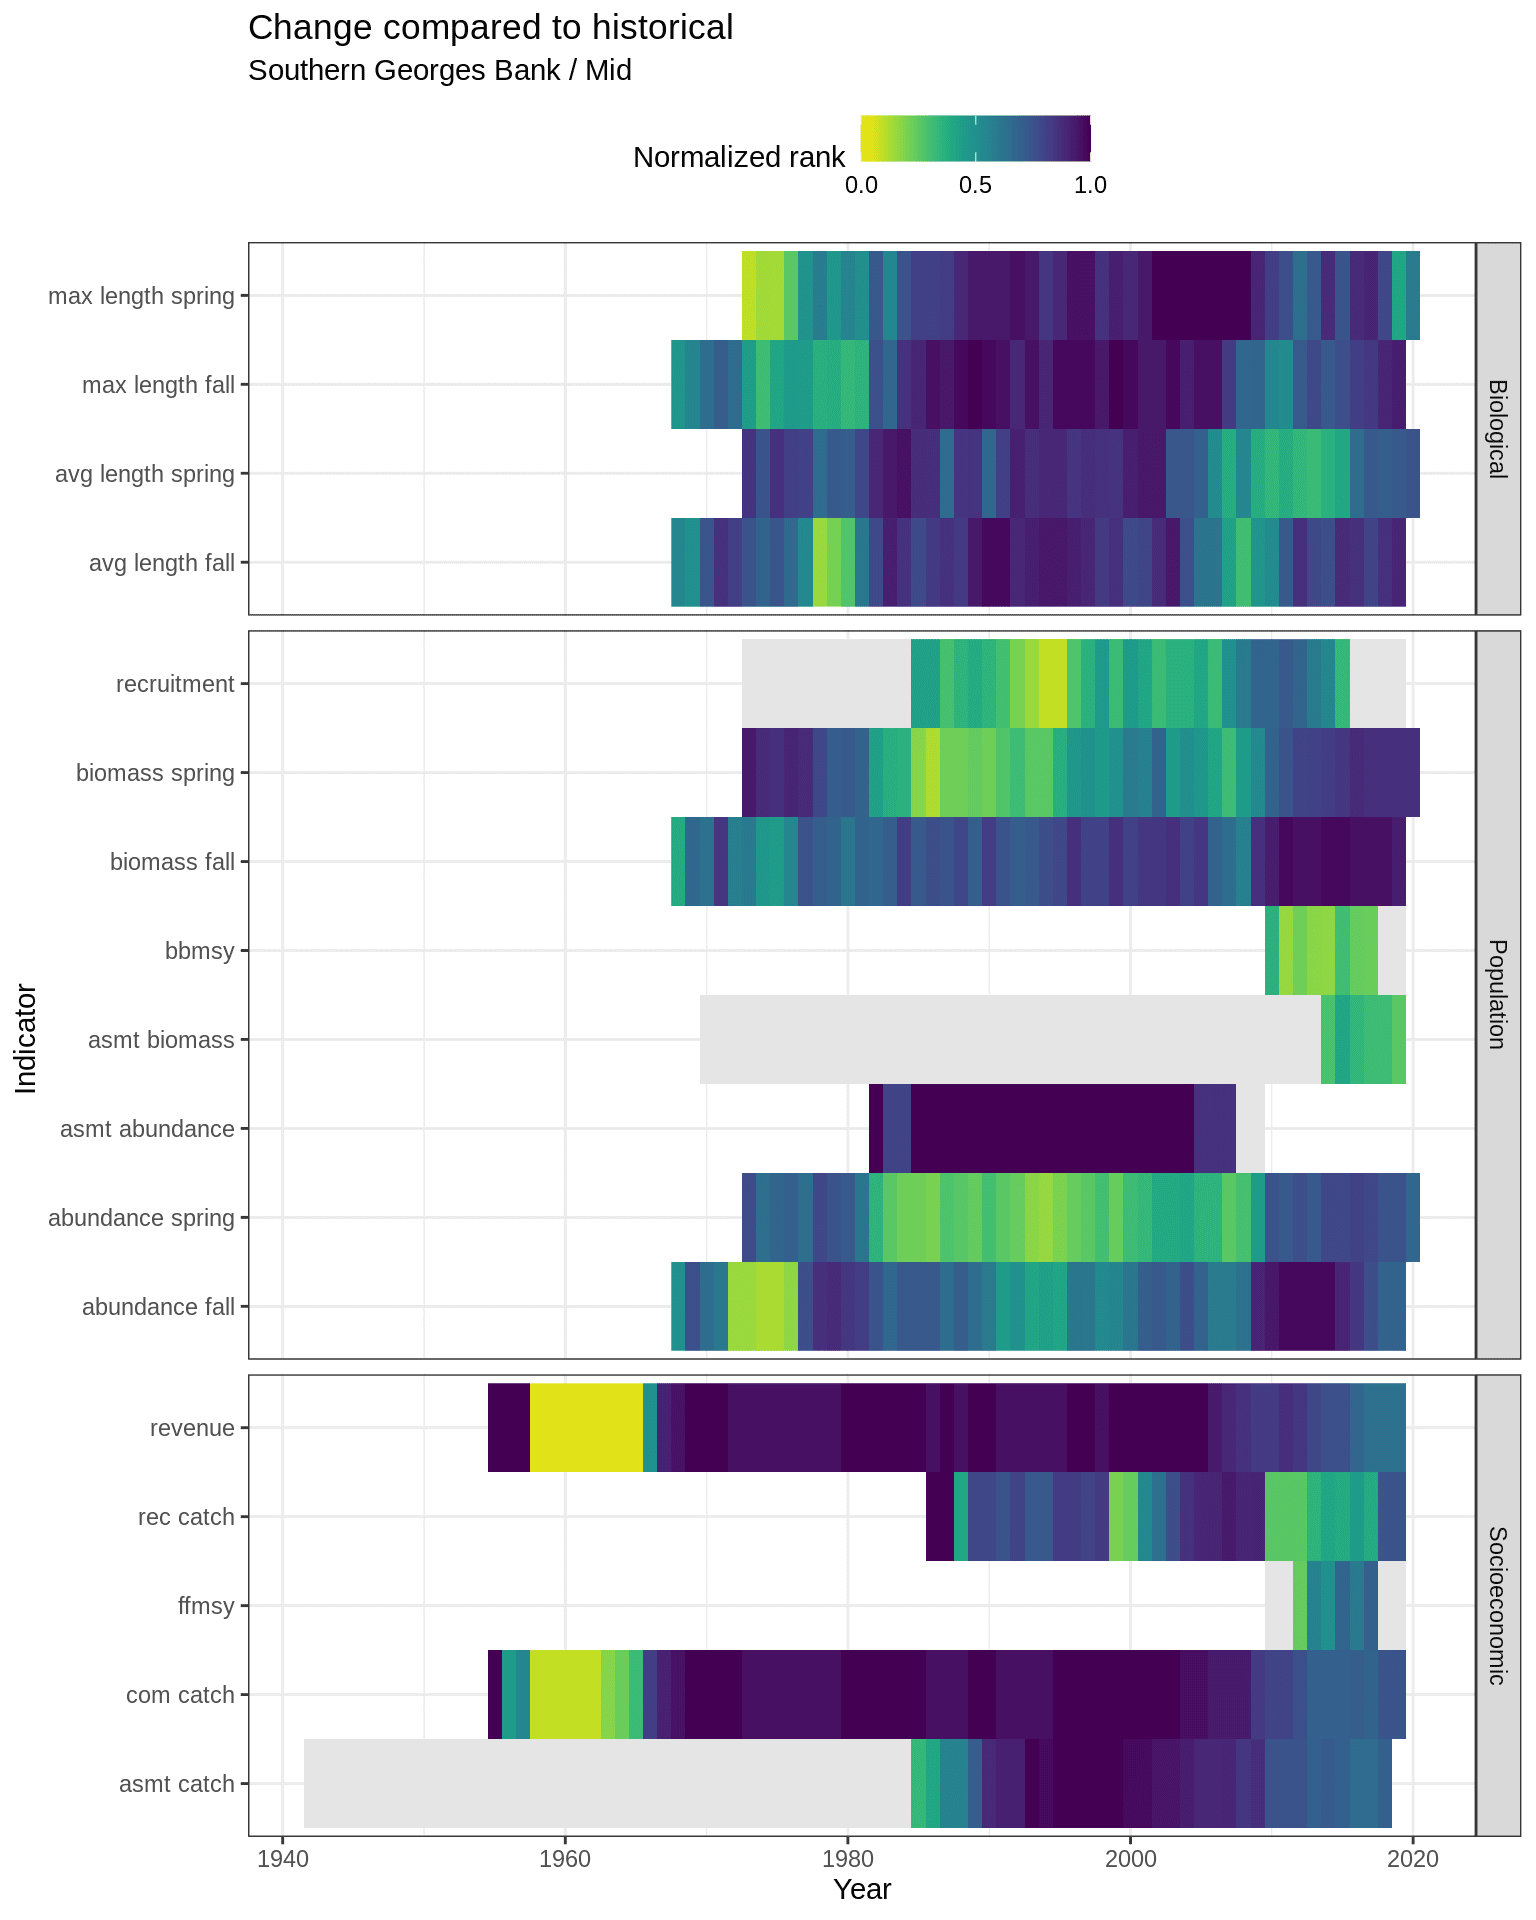 Change compared to historical
Southern Georges Bank / Mid
Normalized rank
0.0 0.5 1.0
max length spring
max length fall
avg length spring
avg length fall
Biological
recruitment
biomass spring
biomass fall
bbmsy
asmt biomass
asmt abundance
abundance spring
abundance fall
Population
revenue
rec catch
ffmsy
com catch
asmt catch
Socioeconomic
Indicator
1940 1960 1980 2000 2020
Year